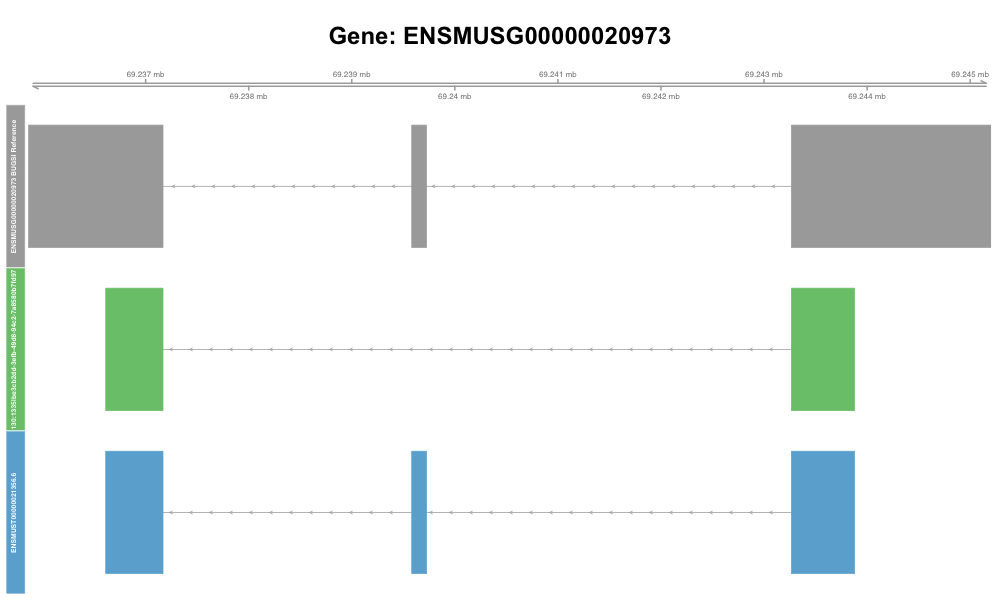 Gene: ENSMUSG00000020973
69.237 mb 69.239 mb 69.241 mb 69.243 mb 69.245 mb
69.238 mb 69.24 mb 69.242 mb 69.244 mb
ENSMUSG00000020973 BUGSI Reference
ENSMUST00000021356.6